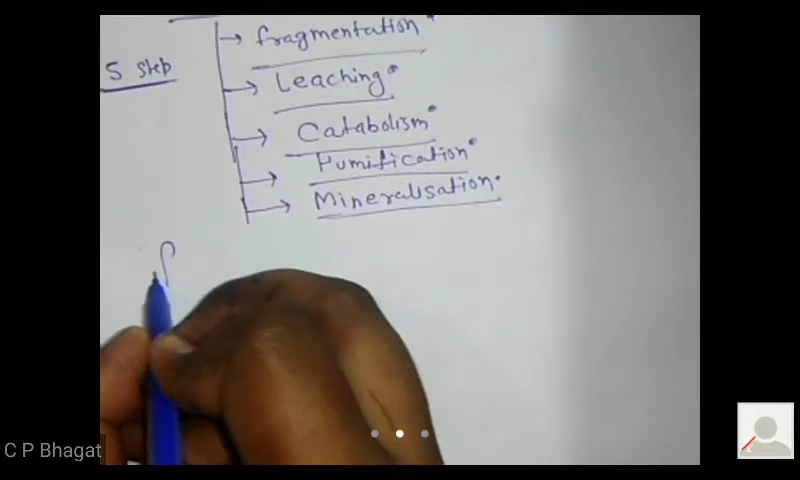 fragmentation
5 Step
Leaching
Catabolism
Humification
Mineralisation
C P Bhagat